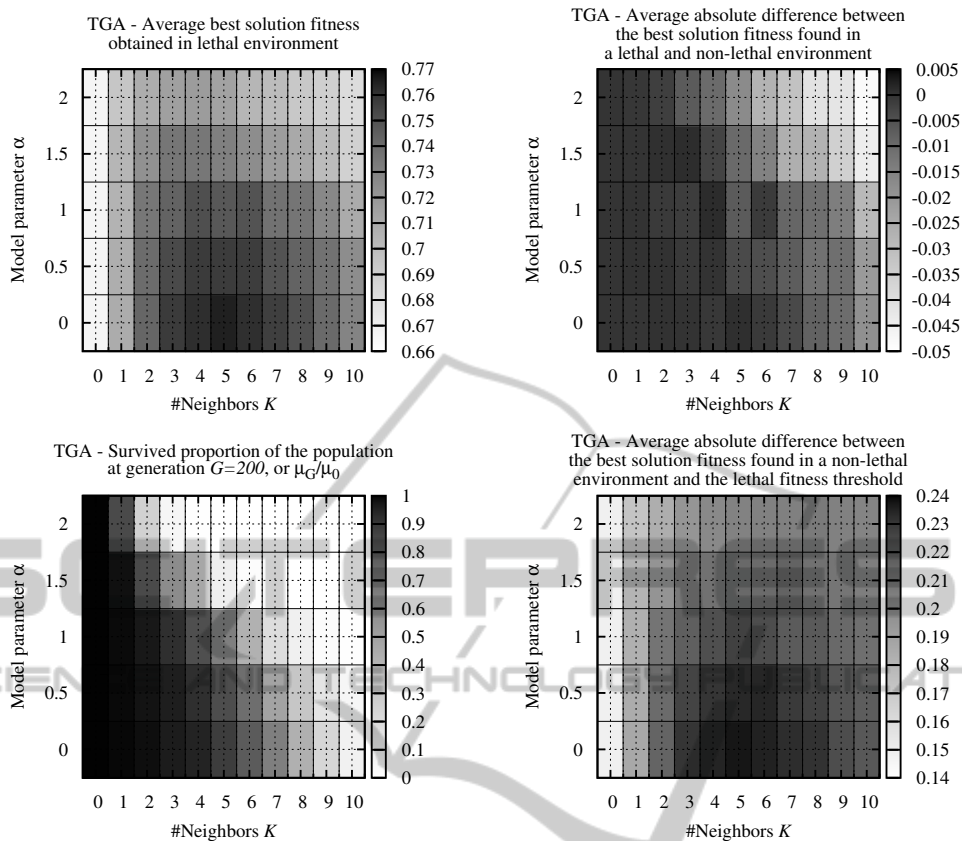 TGA - Average best solution fitness
obtained in lethal environment
Model parameter α
2
1.5
1
0.5
0
0 1 2 3 4 5 6 7 8 9 10
#Neighbors K
0.77
0.76
0.75
0.74
0.73
0.72
0.71
0.7
0.69
0.68
0.67
0.66
TGA - Average absolute difference between
the best solution fitness found in
a lethal and non-lethal environment
Model parameter α
2
1.5
1
0.5
0
0 1 2 3 4 5 6 7 8 9 10
#Neighbors K
0.005
0
-0.005
-0.01
-0.015
-0.02
-0.025
-0.03
-0.035
-0.04
-0.045
-0.05
TGA - Survived proportion of the population
at generation G=200, or μG/μ0
Model parameter α
2
1.5
1
0.5
0
0 1 2 3 4 5 6 7 8 9 10
#Neighbors K
1
0.9
0.8
0.7
0.6
0.5
0.4
0.3
0.2
0.1
0
TGA - Average absolute difference between
the best solution fitness found in a non-lethal
environment and the lethal fitness threshold
Model parameter α
2
1.5
1
0.5
0
0 1 2 3 4 5 6 7 8 9 10
#Neighbors K
0.24
0.23
0.22
0.21
0.2
0.19
0.18
0.17
0.16
0.15
0.14
AND TECHNOLOGY